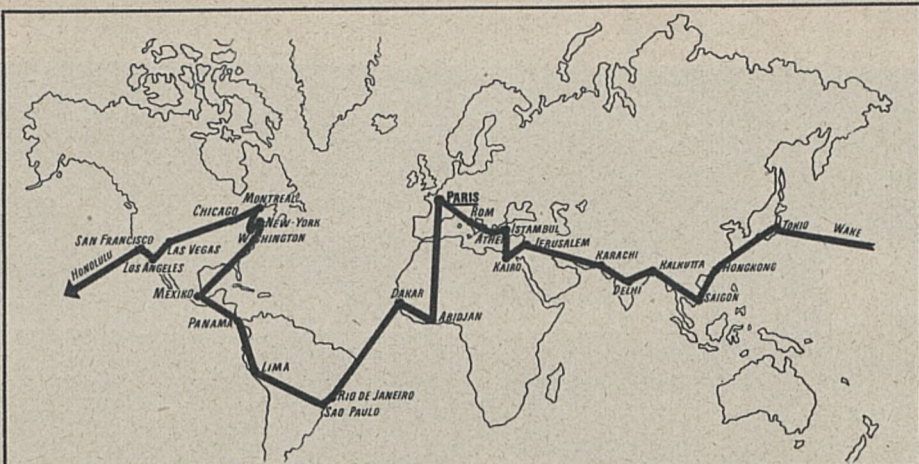 MONTREAL
CHICAGO
NEW-YORK
WASHINGTON
SAN FRANCISCO
LAS VEGAS
LOS ANGELES
HONOLULU
MEXIKO
PANAMA
LIMA
RIO DE JANEIRO
SAO PAULO
DAKAR
ABIDJAN
PARIS
ROM
ISTAMBUL
ATHEN
KAIRO
JERUSALEM
KARACHI
DELHI
KALKUTTA
HONGKONG
SAIGON
TOKIO
WAKE